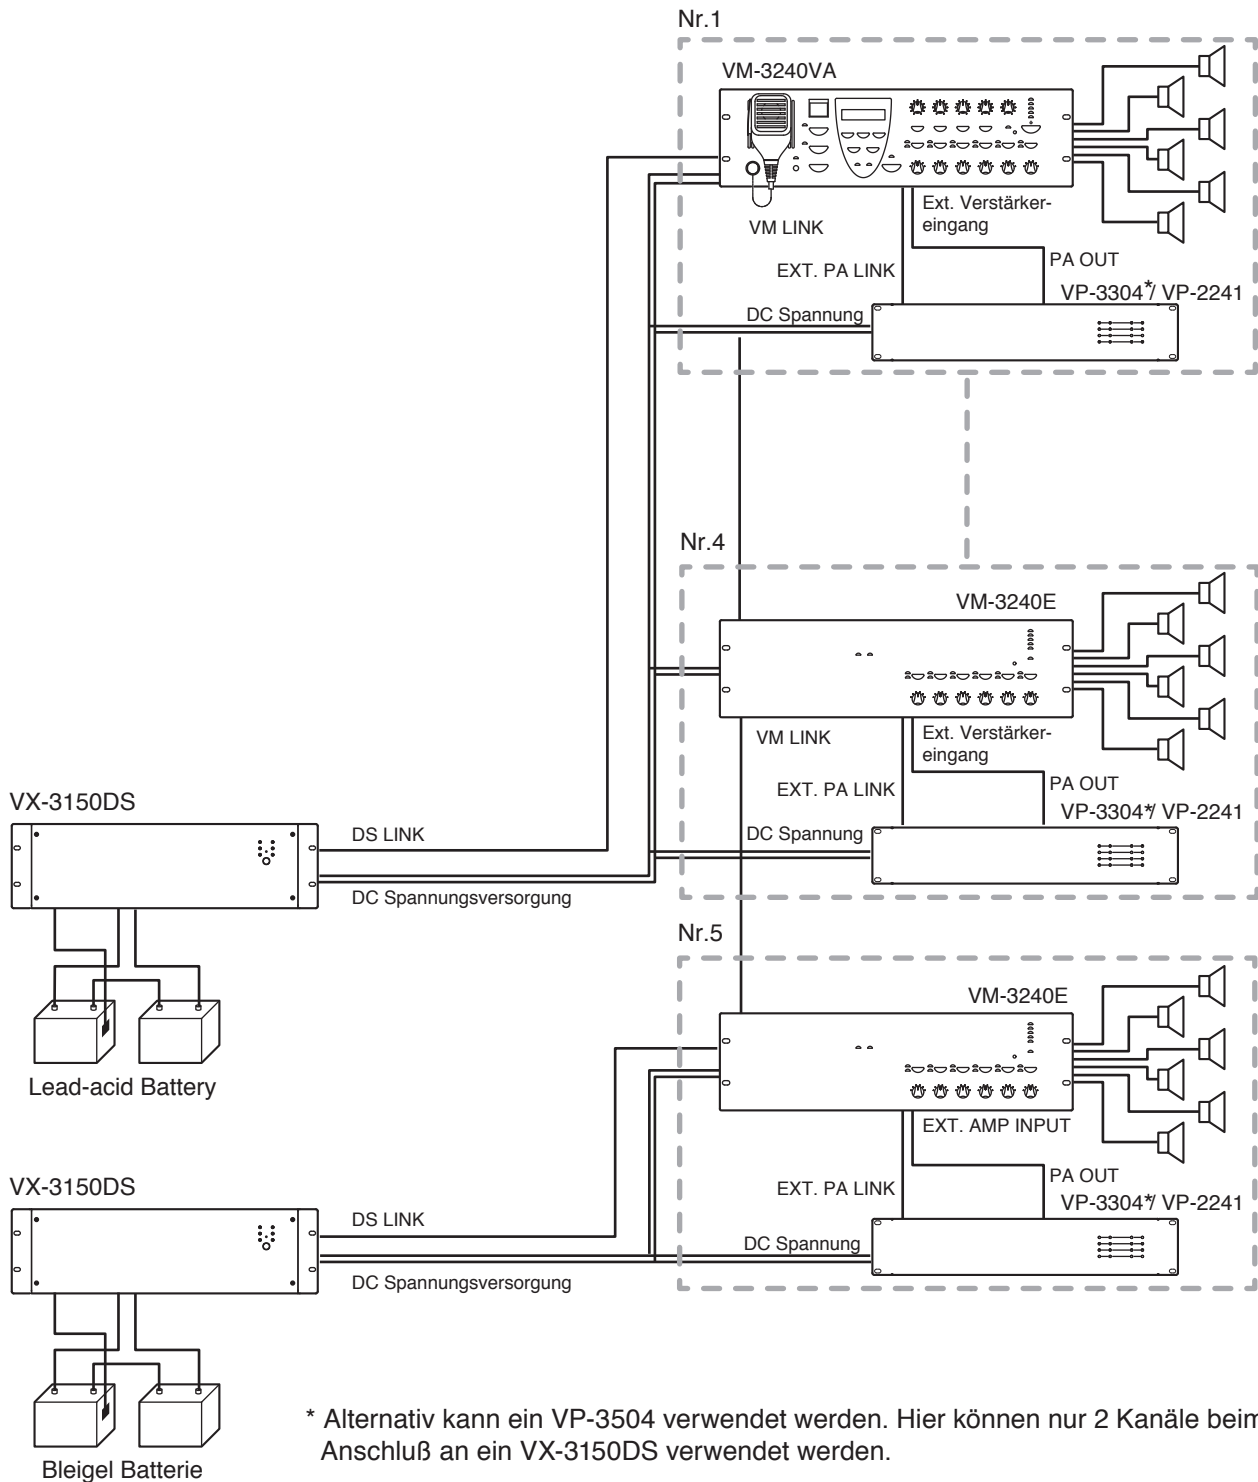 Nr.1
VM-3240VA
Ext. Verstärker-
eingang
VM LINK
EXT. PA LINK
PA OUT
VP-3304*/ VP-2241
DC Spannung
Nr.4
VM-3240E
VM LINK
Ext. Verstärker-
eingang
EXT. PA LINK
PA OUT
VP-3304*/ VP-2241
DC Spannung
VX-3150DS
DS LINK
DC Spannungsversorgung
Lead-acid Battery
Nr.5
VM-3240E
EXT. AMP INPUT
EXT. PA LINK
PA OUT
VP-3304*/ VP-2241
DC Spannung
VX-3150DS
DS LINK
DC Spannungsversorgung
Bleigel Batterie
* Alternativ kann ein VP-3504 verwendet werden. Hier können nur 2 Kanäle beim
Anschluß an ein VX-3150DS verwendet werden.